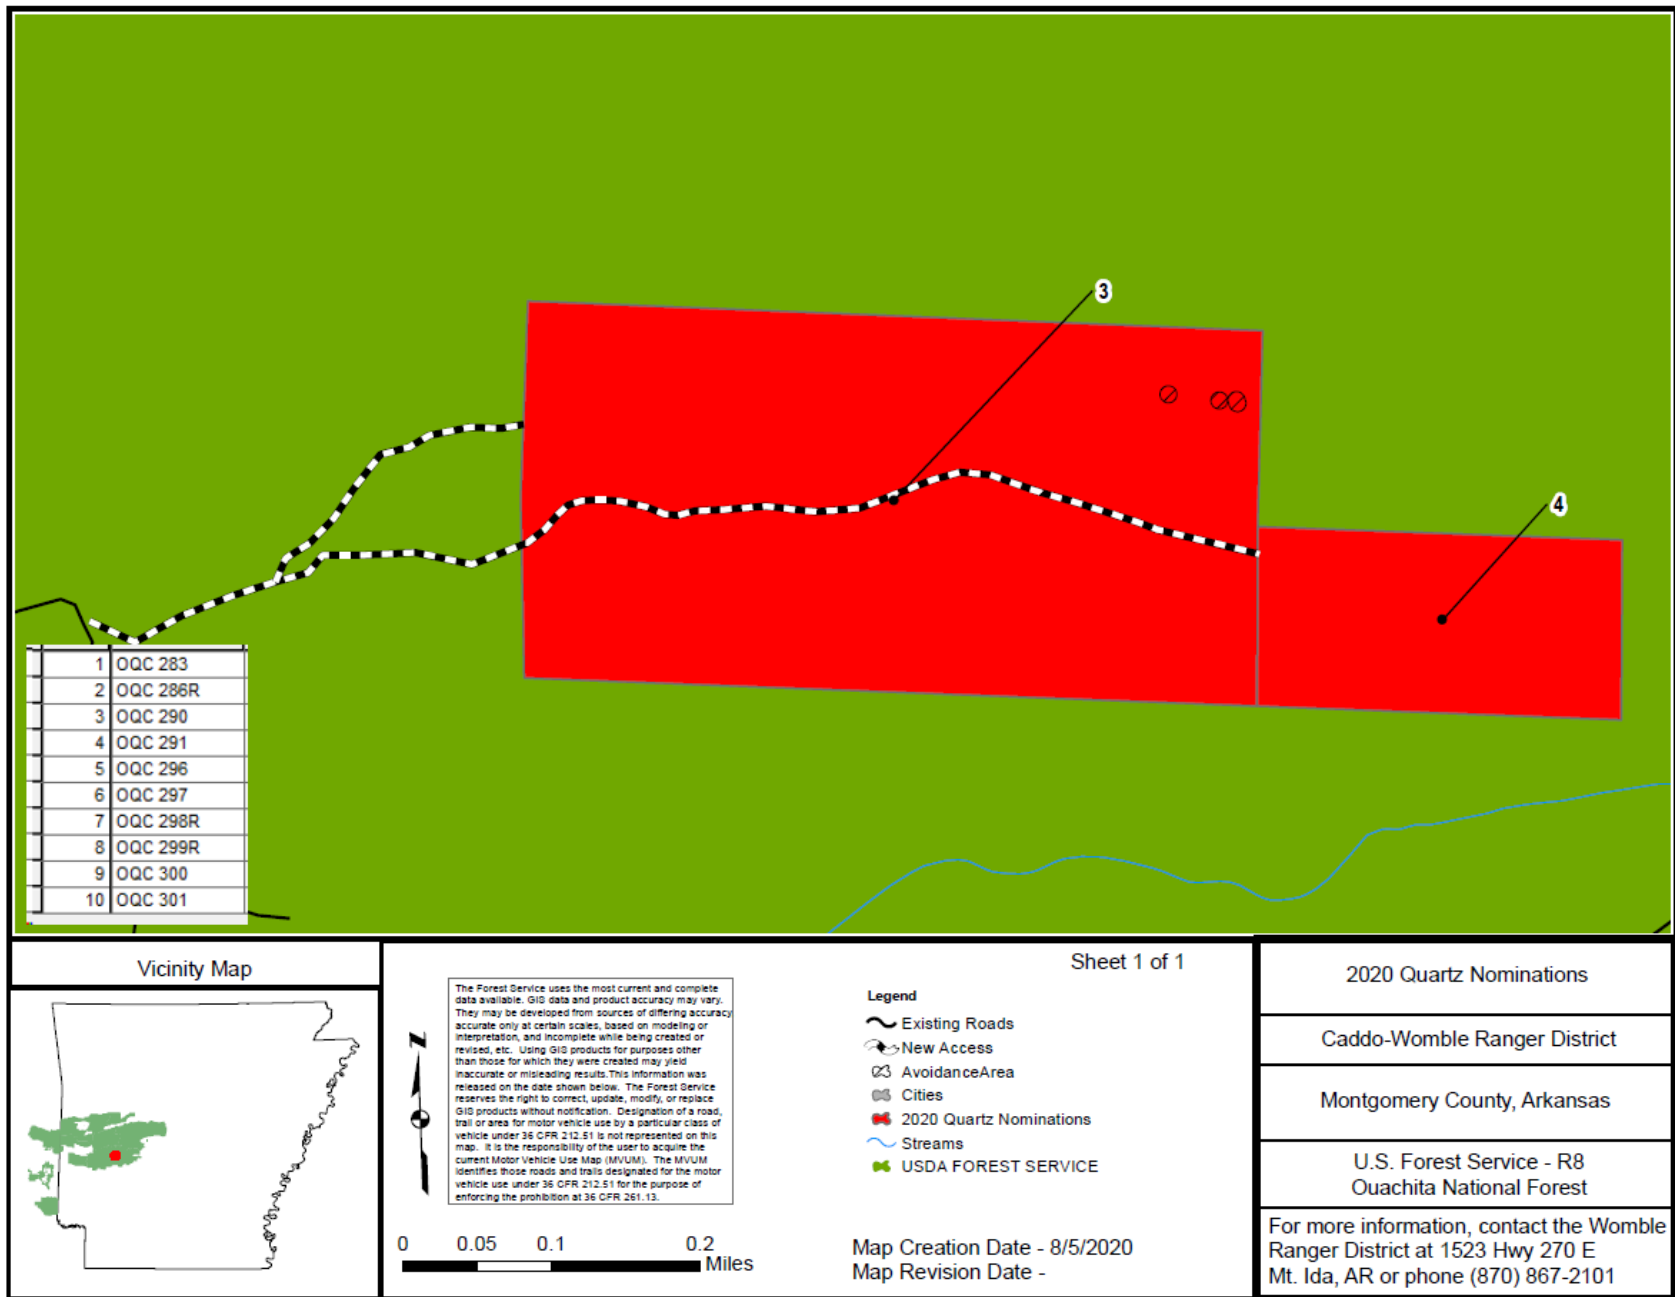 3
4
1 OQC 283
2 OQC 286R
3 OQC 290
4 OQC 291
5 OQC 296
6 OQC 297
7 OQC 298R
8 OQC 299R
9 OQC 300
10 OQC 301
Vicinity Map
The Forest Service uses the most current and complete
data available. GIS data and product accuracy may vary.
They may be developed from sources of differing accuracy
accurate only at certain scales, based on modeling or
interpretation, and incomplete while being created or
revised, etc. Using GIS products for purposes other
than those for which they were created may yield
inaccurate or misleading results.This information was
released on the date shown below. The Forest Service
reserves the right to correct, update, modify, or replace
GIS products without notification. Designation of a road,
trail or area for motor vehicle use by a particular class of
vehicle under 36 CFR 212.51 is not represented on this
map. It is the responsibility of the user to acquire the
current Motor Vehicle Use Map (MVUM). The MVUM
identifies those roads and trails designated for the motor
vehicle use under 36 CFR 212.51 for the purpose of
enforcing the prohibition at 36 CFR 261.13.
Z
0 0.05 0.1 0.2
Miles
Sheet 1 of 1
Legend
Existing Roads
New Access
AvoidanceArea
Cities
2020 Quartz Nominations
Streams
USDA FOREST SERVICE
Map Creation Date - 8/5/2020
Map Revision Date -
2020 Quartz Nominations
Caddo-Womble Ranger District
Montgomery County, Arkansas
U.S. Forest Service - R8
Ouachita National Forest
For more information, contact the Womble
Ranger District at 1523 Hwy 270 E
Mt. Ida, AR or phone (870) 867-2101